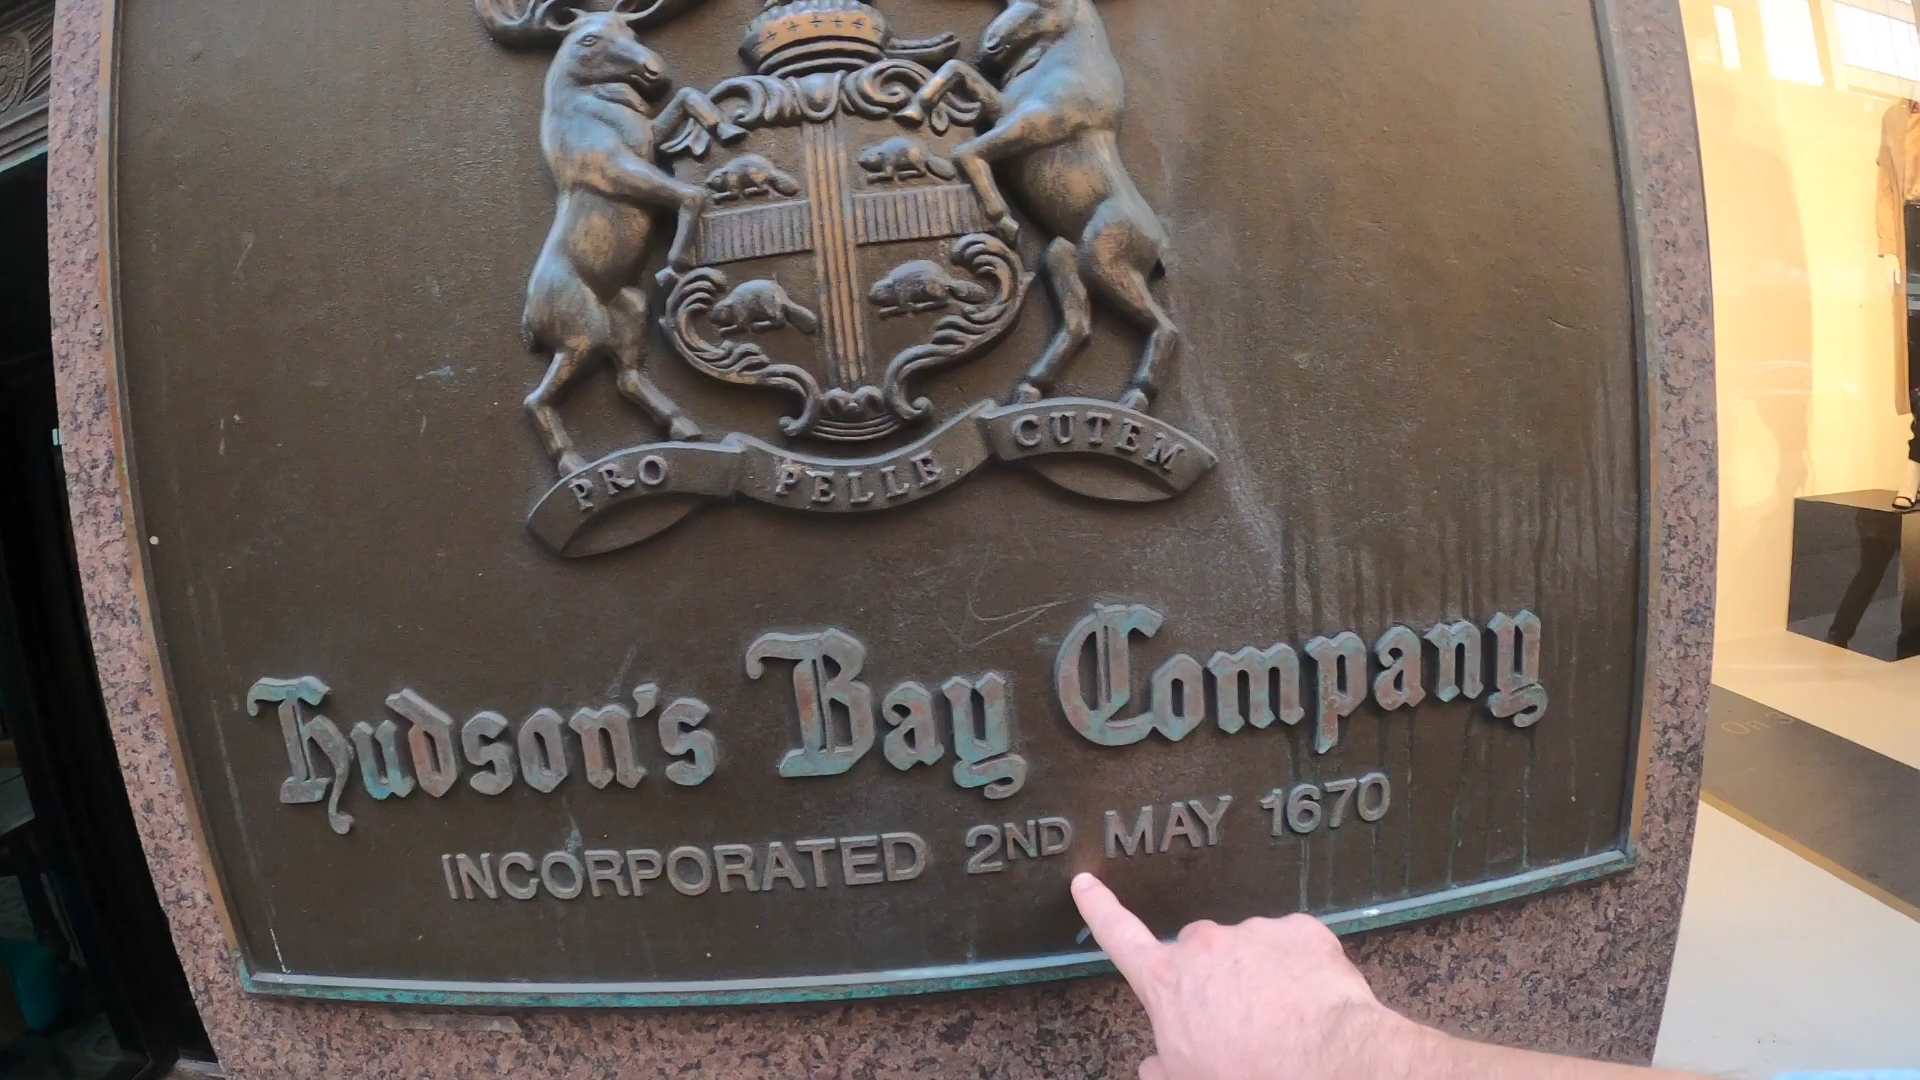 PRO PELLE CUTEM
Hudson's Bay Company
INCORPORATED 2ND MAY 1670